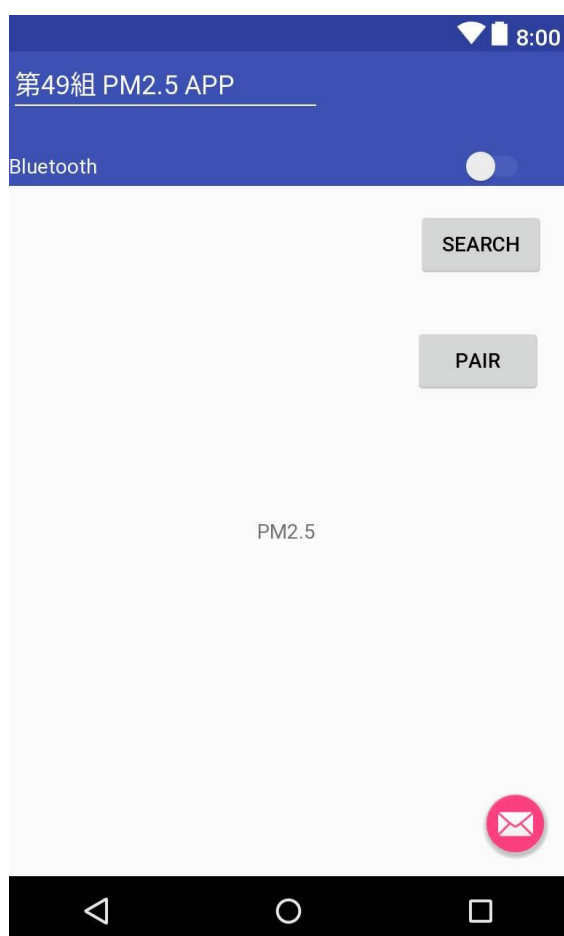 8:00
第49組 PM2.5 APP
Bluetooth
SEARCH
PAIR
PM2.5